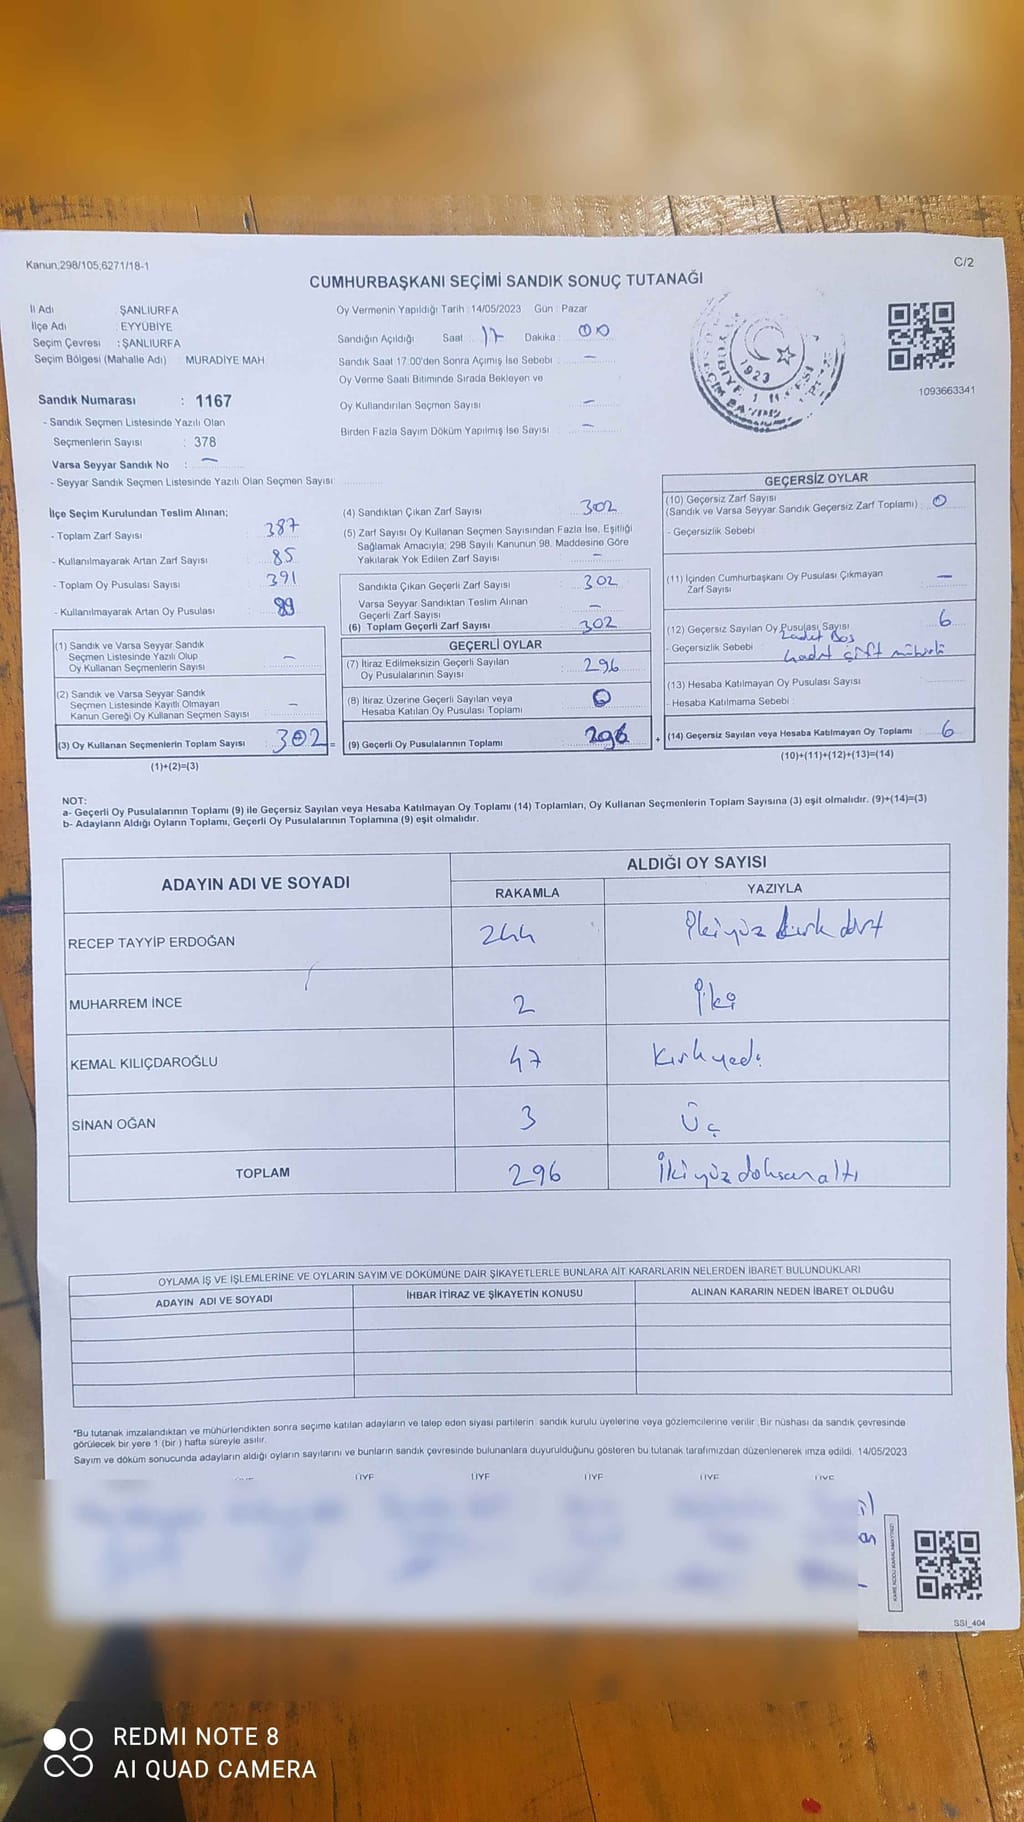 Kanun;298/105,6271/18-1
C/2
CUMHURBAŞKANI SEÇİMİ SANDIK SONUÇ TUTANAĞI
İl Adı ŞANLIURFA
İlçe Adı : EYYÜBİYE
Seçim Çevresi : ŞANLIURFA
Seçim Bölgesi (Mahalle Adı) MURADİYE MAH
Sandık Numarası : 1167
- Sandık Seçmen Listesinde Yazılı Olan
Seçmenlerin Sayısı : 378
Varsa Seyyar Sandık No : —
- Seyyar Sandık Seçmen Listesinde Yazılı Olan Seçmen Sayısı
Oy Vermenin Yapıldığı Tarih : 14/05/2023 Gün : Pazar
Sandığın Açıldığı Saat : 17 Dakika : 00
Sandık Saat 17.00'den Sonra Açımış İse Sebebi : —
Oy Verme Saati Bitiminde Sırada Bekleyen ve
Oy Kullandırılan Seçmen Sayısı : —
Birden Fazla Sayım Döküm Yapılmış İse Sayısı : —
1923
1093663341
İlçe Seçim Kurulundan Teslim Alınan;
- Toplam Zarf Sayısı 387
- Kullanılmayarak Artan Zarf Sayısı 85
- Toplam Oy Pusulası Sayısı 391
- Kullanılmayarak Artan Oy Pusulası 89
(1) Sandık ve Varsa Seyyar Sandık
Seçmen Listesinde Yazılı Olup
Oy Kullanan Seçmenlerin Sayısı —
(2) Sandık ve Varsa Seyyar Sandık
Seçmen Listesinde Kayıtlı Olmayan
Kanun Gereği Oy Kullanan Seçmen Sayısı —
(3) Oy Kullanan Seçmenlerin Toplam Sayısı : 302 =
(1)+(2)=(3)
(4) Sandıktan Çıkan Zarf Sayısı 302
(5) Zarf Sayısı Oy Kullanan Seçmen Sayısından Fazla İse, Eşitliği
Sağlamak Amacıyla; 298 Sayılı Kanunun 98. Maddesine Göre
Yakılarak Yok Edilen Zarf Sayısı —
Sandıkta Çıkan Geçerli Zarf Sayısı 302
Varsa Seyyar Sandıktan Teslim Alınan
Geçerli Zarf Sayısı —
(6) Toplam Geçerli Zarf Sayısı 302
GEÇERLİ OYLAR
(7) İtiraz Edilmeksizin Geçerli Sayılan
Oy Pusulalarının Sayısı 296
(8) İtiraz Üzerine Geçerli Sayılan veya
Hesaba Katılan Oy Pusulası Toplamı 0
(9) Geçerli Oy Pusulalarının Toplamı 296 +
GEÇERSİZ OYLAR
(10) Geçersiz Zarf Sayısı
(Sandık ve Varsa Seyyar Sandık Geçersiz Zarf Toplamı) : 0
- Geçersizlik Sebebi
(11) İçinden Cumhurbaşkanı Oy Pusulası Çıkmayan
Zarf Sayısı —
(12) Geçersiz Sayılan Oy Pusulası Sayısı 6
- Geçersizlik Sebebi adet Boş
adet çift mühürlü
(13) Hesaba Katılmayan Oy Pusulası Sayısı
- Hesaba Katılmama Sebebi
(14) Geçersiz Sayılan veya Hesaba Katılmayan Oy Toplamı 6
(10)+(11)+(12)+(13)=(14)
NOT:
a- Geçerli Oy Pusulalarının Toplamı (9) ile Geçersiz Sayılan veya Hesaba Katılmayan Oy Toplamı (14) Toplamları, Oy Kullanan Seçmenlerin Toplam Sayısına (3) eşit olmalıdır. (9)+(14)=(3)
b- Adayların Aldığı Oyların Toplamı, Geçerli Oy Pusulalarının Toplamına (9) eşit olmalıdır.
ADAYIN ADI VE SOYADI
ALDIĞI OY SAYISI
RAKAMLA YAZIYLA
RECEP TAYYİP ERDOĞAN 244 İkiyüz kırk dört
MUHARREM İNCE 2 İki
KEMAL KILIÇDAROĞLU 47 Kırkyedi
SİNAN OĞAN 3 Üç
TOPLAM 296 İkiyüzdoksanaltı
OYLAMA İŞ VE İŞLEMLERİNE VE OYLARIN SAYIM VE DÖKÜMÜNE DAİR ŞİKAYETLERLE BUNLARA AİT KARARLARIN NELERDEN İBARET BULUNDUKLARI
ADAYIN ADI VE SOYADI İHBAR İTİRAZ VE ŞİKAYETİN KONUSU ALINAN KARARIN NEDEN İBARET OLDUĞU
*Bu tutanak imzalandıktan ve mühürlendikten sonra seçime katılan adayların ve talep eden siyasi partilerin sandık kurulu üyelerine veya gözlemcilerine verilir. Bir nüshası da sandık çevresinde
görülecek bir yere 1 (bir) hafta süreyle asılır.
Sayım ve döküm sonucunda adayların aldığı oyların sayılarını ve bunların sandık çevresinde bulunanlara duyurulduğunu gösteren bu tutanak tarafımızdan düzenlenerek imza edildi. 14/05/2023
ÜYE ÜYE ÜYE ÜYE ÜYE
SSI_404
REDMI NOTE 8
AI QUAD CAMERA